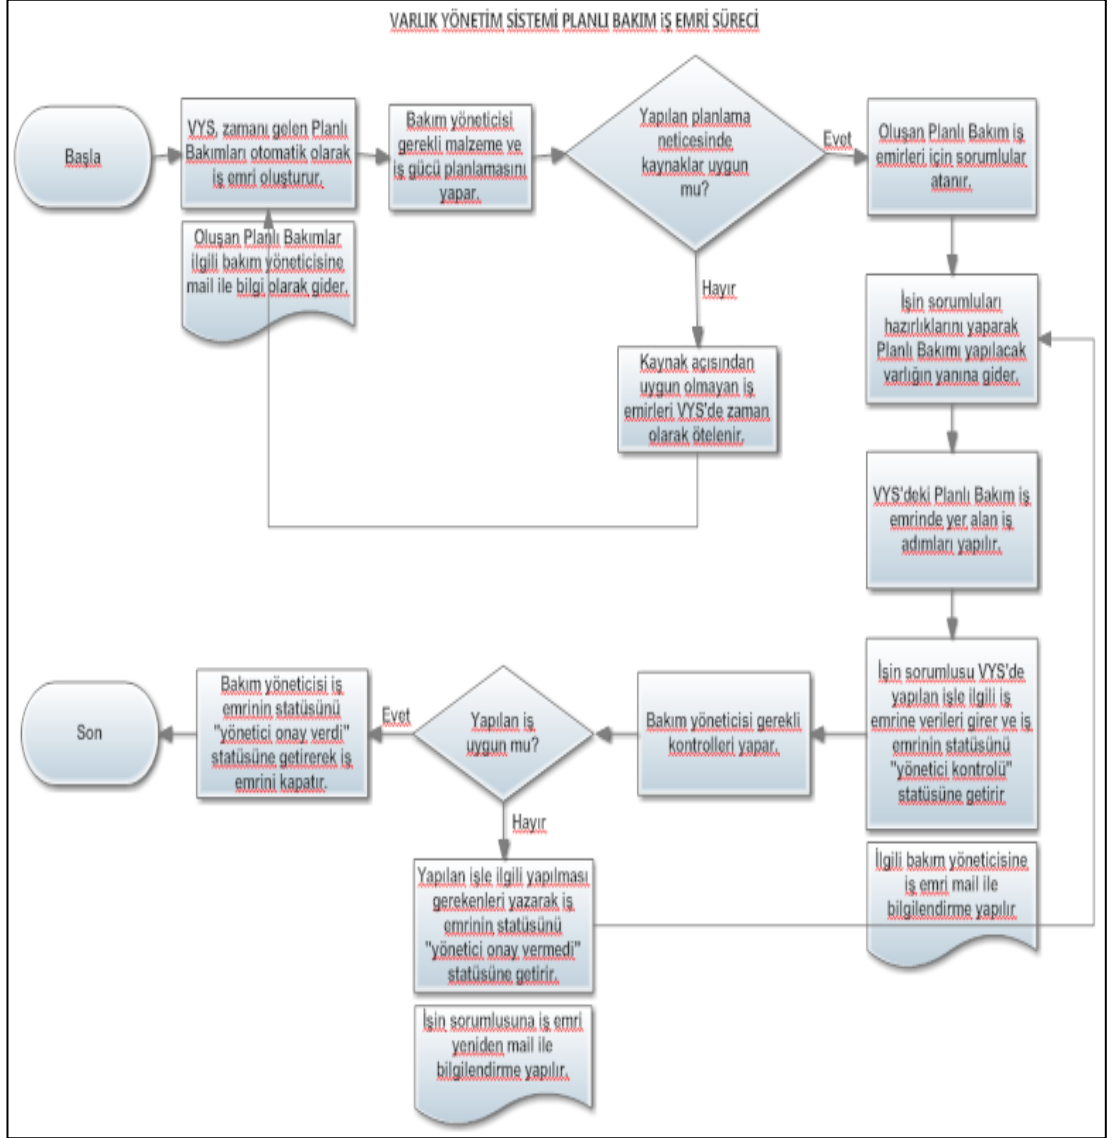 VARLIK YÖNETİM SİSTEMİ PLANLI BAKIM iŞ EMRİ SÜRECİ
Başla
VYS, zamanı gelen Planlı
Bakımları otomatik olarak
iş emri oluşturur.
Oluşan Planlı Bakımlar
ilgili bakım yöneticisine
mail ile bilgi olarak gider.
Bakım yöneticisi
gerekli malzeme ve
iş gücü planlamasını
yapar.
Yapılan planlama
neticesinde
kaynaklar uygun
mu?
Evet
Hayır
Kaynak açısından
uygun olmayan iş
emirleri VYS'de zaman
olarak ötelenir.
Oluşan Planlı Bakım iş
emirleri için sorumlular
atanır.
İşin sorumluları
hazırlıklarını yaparak
Planlı Bakımı yapılacak
varlığın yanına gider.
VYS'deki Planlı Bakım iş
emrinde yer alan iş
adımları yapılır.
İşin sorumlusu VYS'de
yapılan işle ilgili iş
emrine verileri girer ve iş
emrinin statüsünü
"yönetici kontrolü"
statüsüne getirir
İlgili bakım yöneticisine
iş emri mail ile
bilgilendirme yapılır
Bakım yöneticisi gerekli
kontrolleri yapar.
Yapılan iş
uygun mu?
Evet
Hayır
Bakım yöneticisi iş
emrinin statüsünü
"yönetici onay verdi"
statüsüne getirerek iş
emrini kapatır.
Son
Yapılan işle ilgili yapılması
gerekenleri yazarak iş
emrinin statüsünü
"yönetici onay vermedi"
statüsüne getirir.
İşin sorumlusuna iş emri
yeniden mail ile
bilgilendirme yapılır.